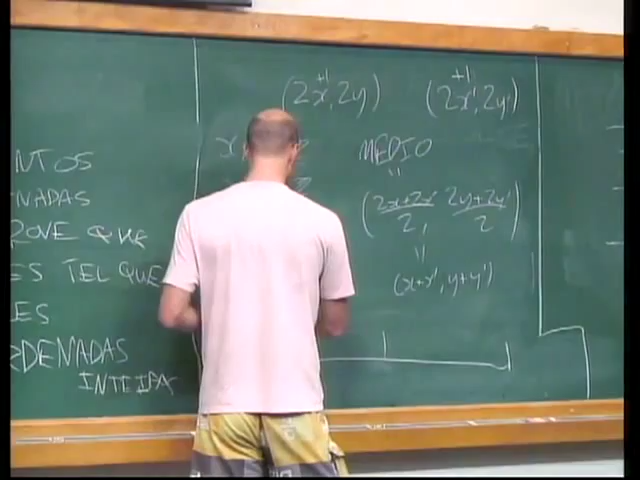 NTOS
NADAS
ROVE QUE
ES TEL QUE
ES
RDENADAS
(2x+1, 2y) (2x'+1, 2y')
MEDIO
=
(2x+2x'/2, 2y+2y'/2)
=
(x+x', y+y')